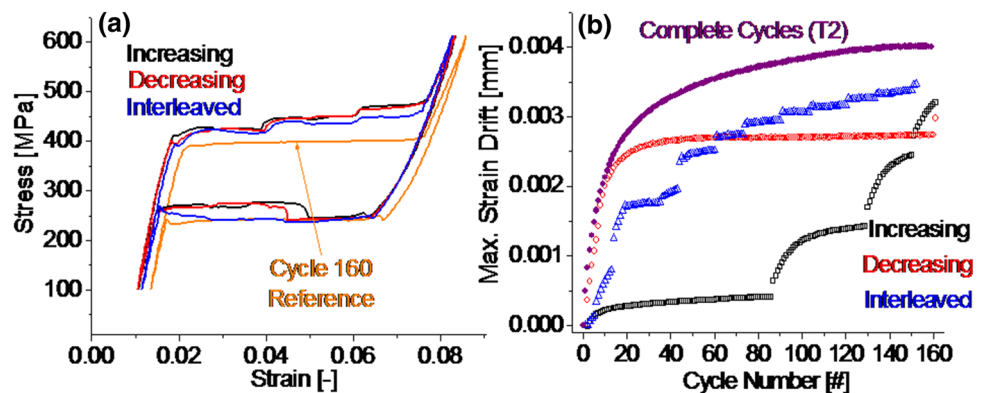 (a)
Increasing
Decreasing
Interleaved
Cycle 160
Reference
Stress [MPa]
600
500
400
300
200
100
0.00
0.02
0.04
0.06
0.08
Strain [-]
(b)
Complete Cycles (T2)
Increasing
Decreasing
Interleaved
Max. Strain Drift [mm]
0.004
0.003
0.002
0.001
0.000
0
20
40
60
80
100
120
140
160
Cycle Number [#]